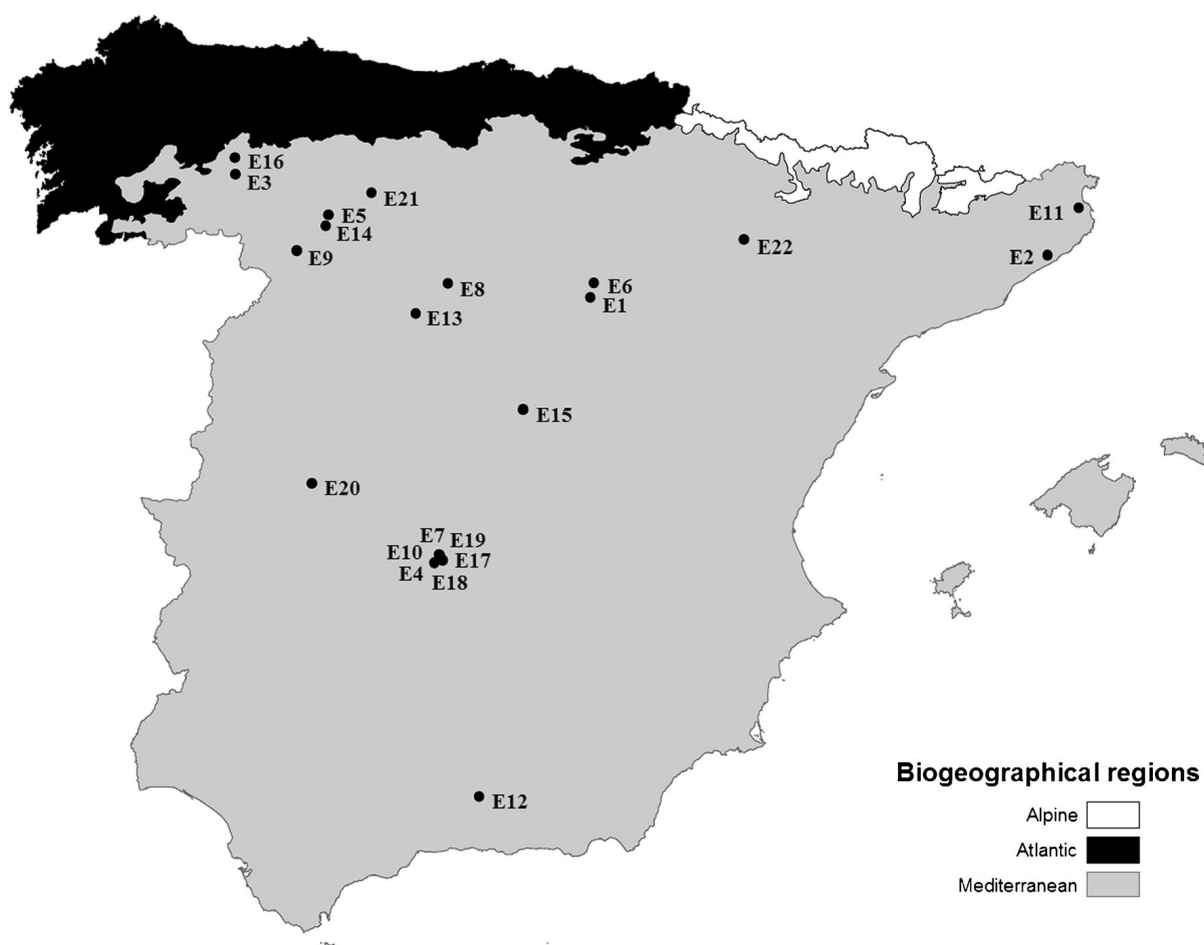 E16
E3
E21
E5
E14
E9
E11
E22
E2
E8
E6
E1
E13
E15
E20
E7 E19
E10 E17
E4 E18
E12
Biogeographical regions
Alpine
Atlantic
Mediterranean